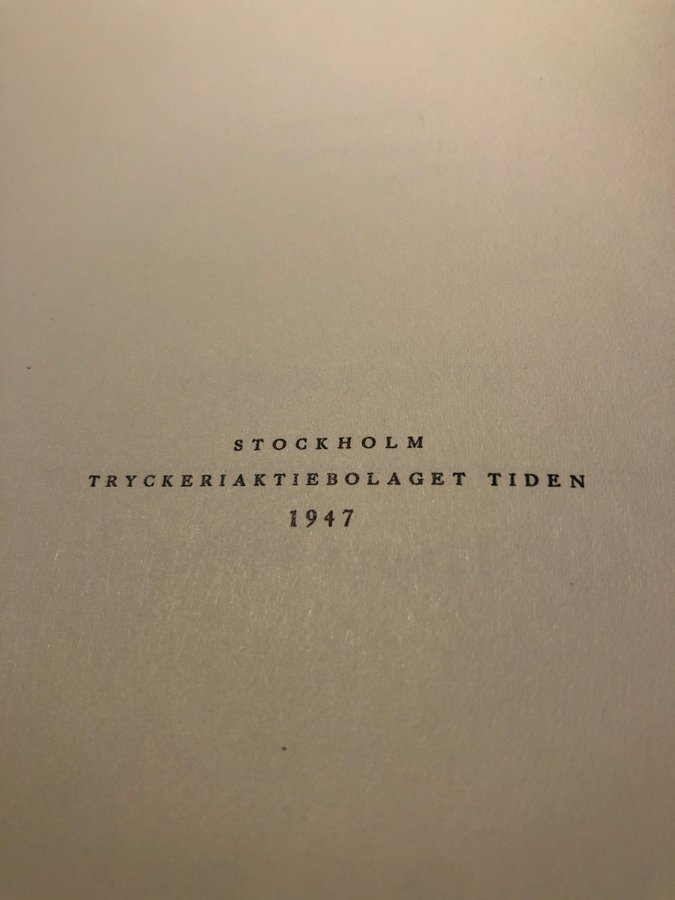 STOCKHOLM
TRYCKERIAKTIEBOLAGET TIDEN
1947